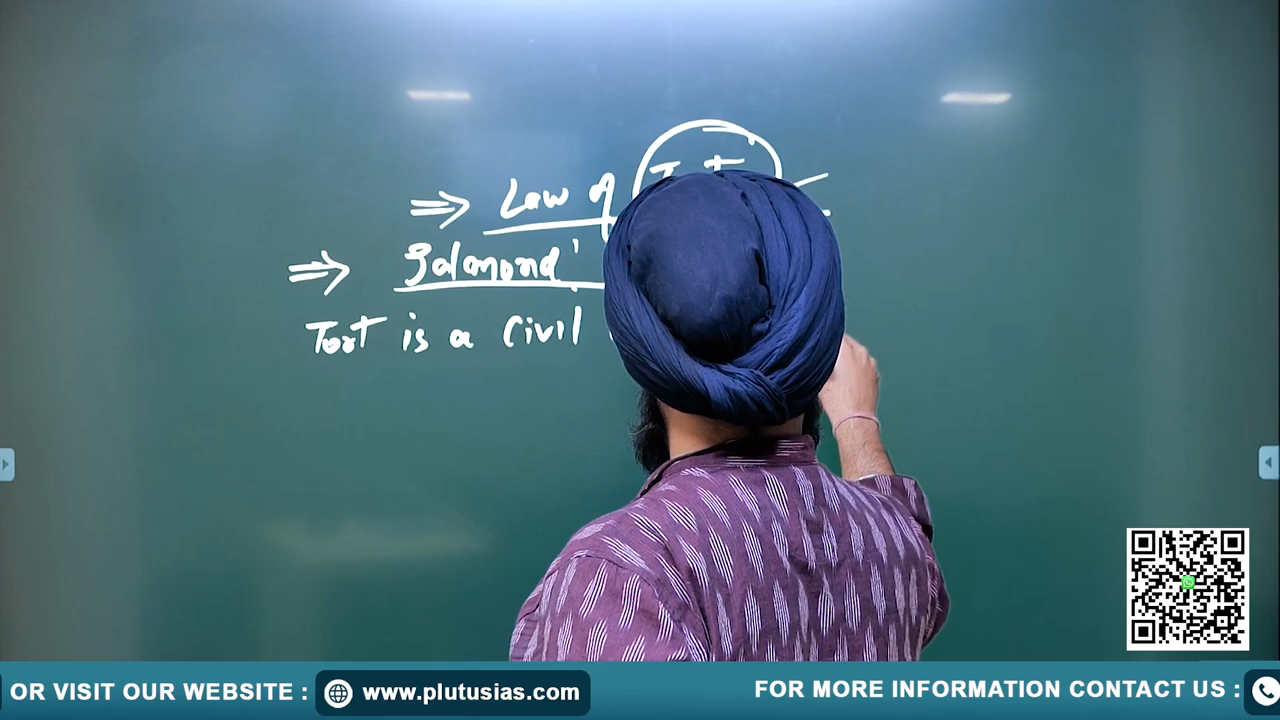 ⇒ Law of
⇒ Salmond'
Tort is a Civil
OR VISIT OUR WEBSITE : www.plutusias.com
FOR MORE INFORMATION CONTACT US :